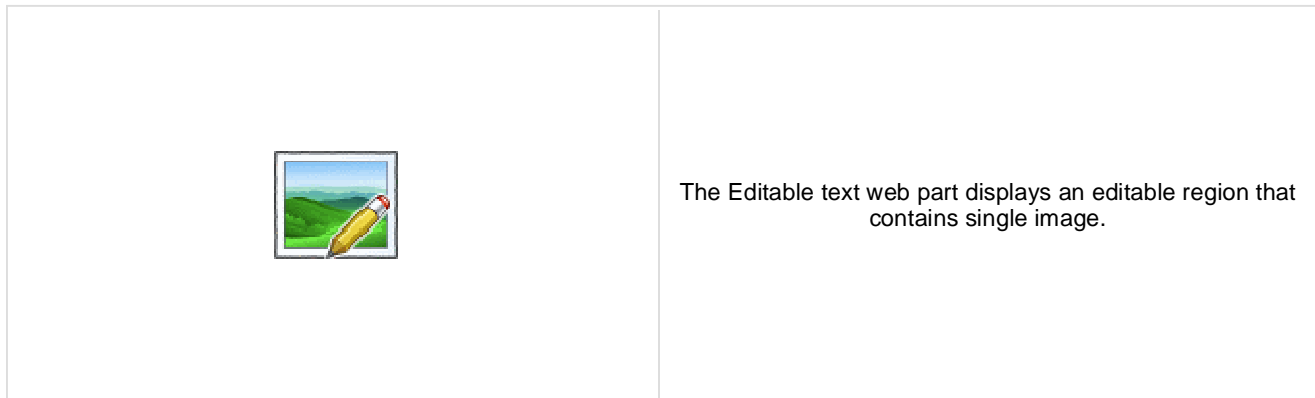 The Editable text web part displays an editable region that
contains single image.